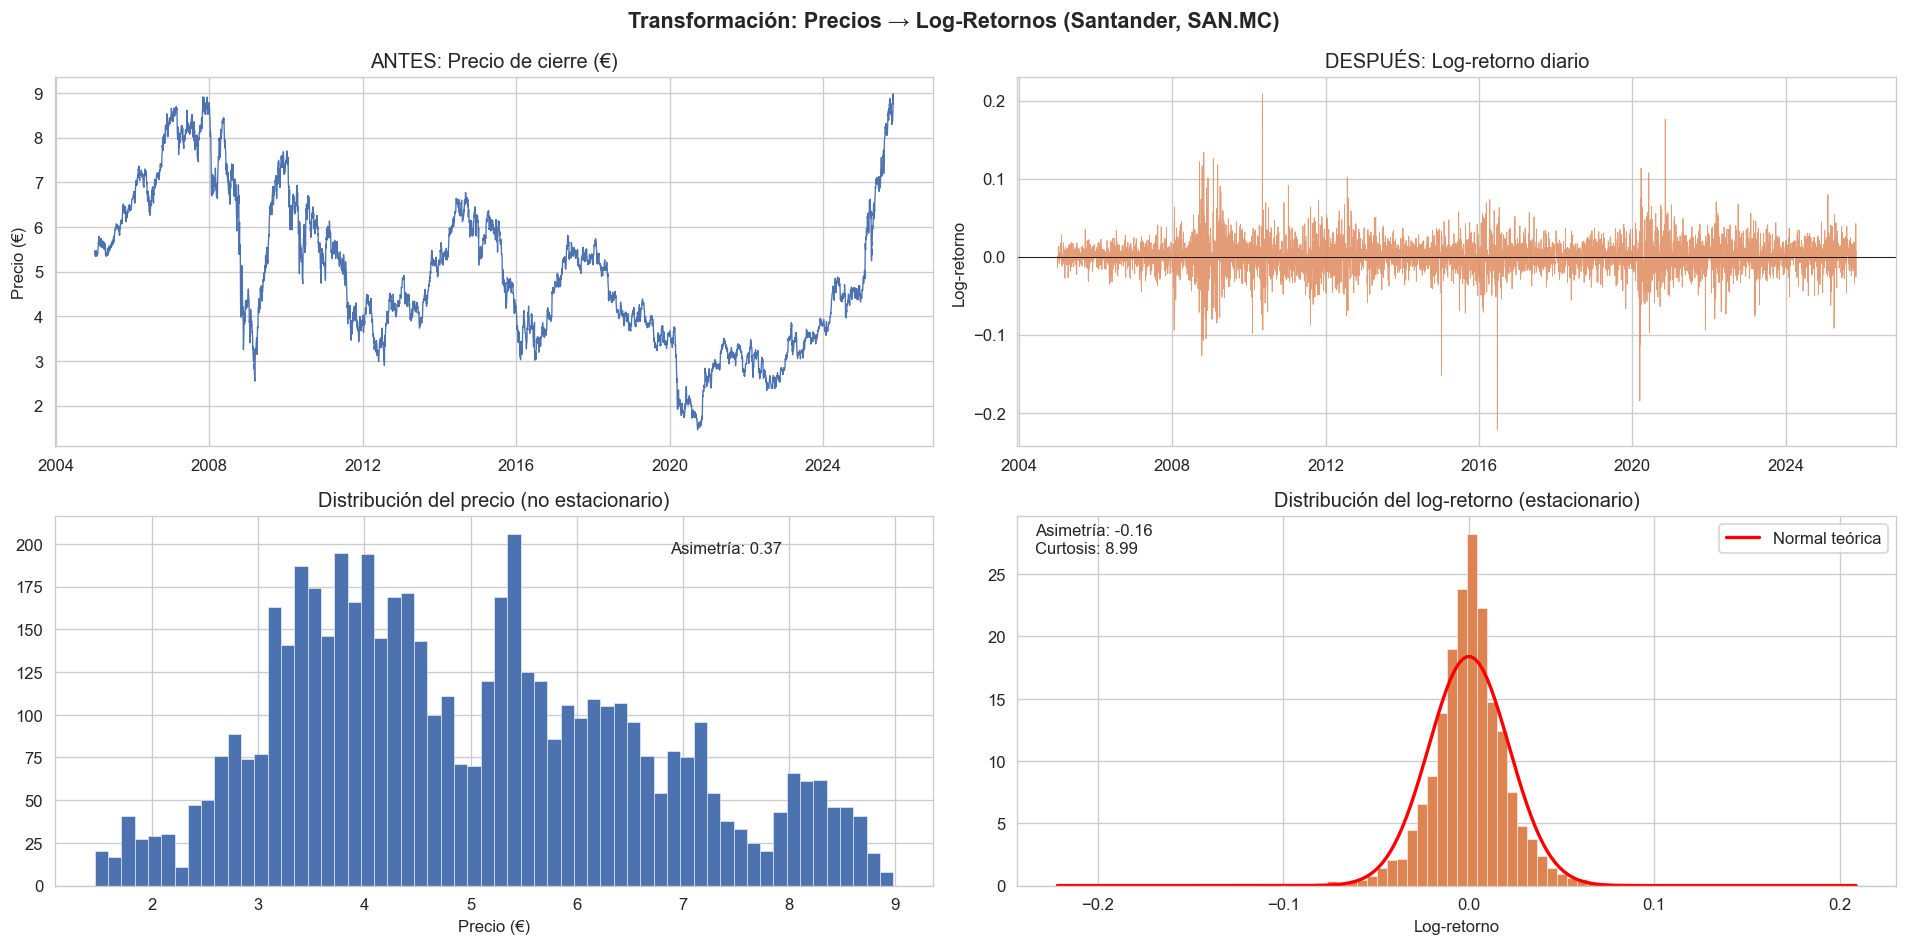 Transformación: Precios → Log-Retornos (Santander, SAN.MC)
ANTES: Precio de cierre (€)
Precio (€)
9
8
7
6
5
4
3
2
2004 2008 2012 2016 2020 2024
DESPUÉS: Log-retorno diario
Log-retorno
0.2
0.1
0.0
−0.1
−0.2
2004 2008 2012 2016 2020 2024
Distribución del precio (no estacionario)
Asimetría: 0.37
200
175
150
125
100
75
50
25
0
2 3 4 5 6 7 8 9
Precio (€)
Distribución del log-retorno (estacionario)
Asimetría: -0.16
Curtosis: 8.99
Normal teórica
25
20
15
10
5
0
−0.2 −0.1 0.0 0.1 0.2
Log-retorno